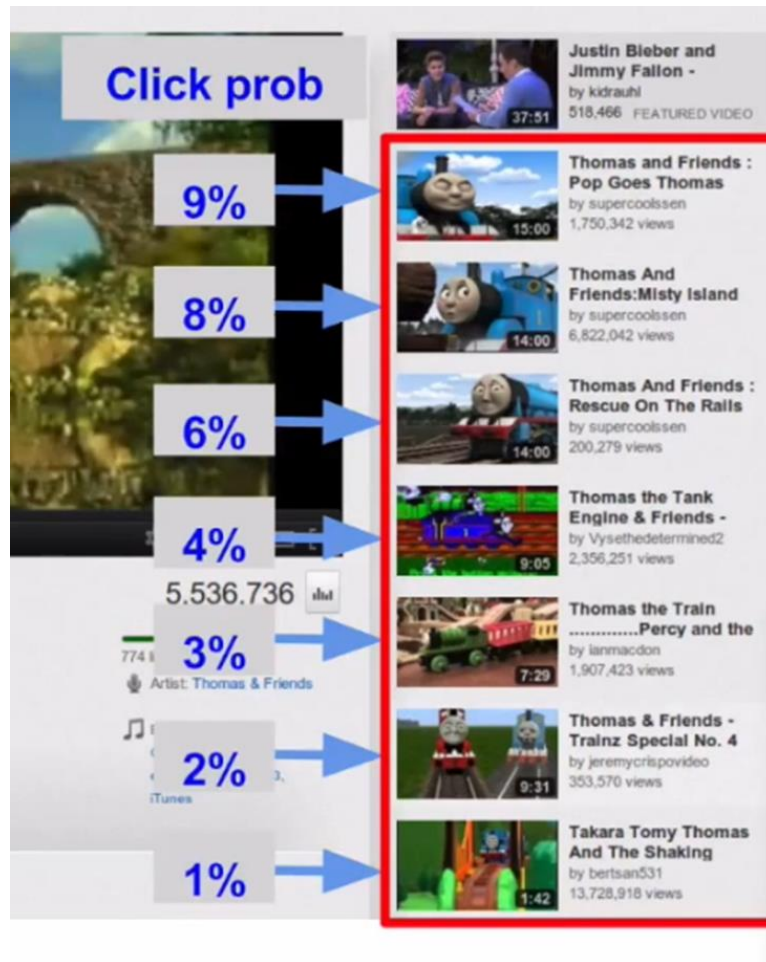 Click prob
Justin Bieber and
Jimmy Fallon -
by kidrauhl
518,466 FEATURED VIDEO
37:51
9%
Thomas and Friends :
Pop Goes Thomas
by supercoolssen
1,750,342 views
15:00
8%
Thomas And
Friends:Misty Island
by supercoolssen
6,822,042 views
14:00
6%
Thomas And Friends :
Rescue On The Rails
by supercoolssen
200,279 views
14:00
4%
Thomas the Tank
Engine & Friends -
by Vysethedetermined2
2,356,251 views
9:05
5,536,736
3%
774
Artist: Thomas & Friends
Thomas the Train
.............Percy and the
by ianmacdon
1,907,423 views
7:29
2%
iTunes
Thomas & Friends -
Trainz Special No. 4
by jeremycrispovideo
353,570 views
9:31
1%
Takara Tomy Thomas
And The Shaking
by bertsan531
13,728,918 views
1:42